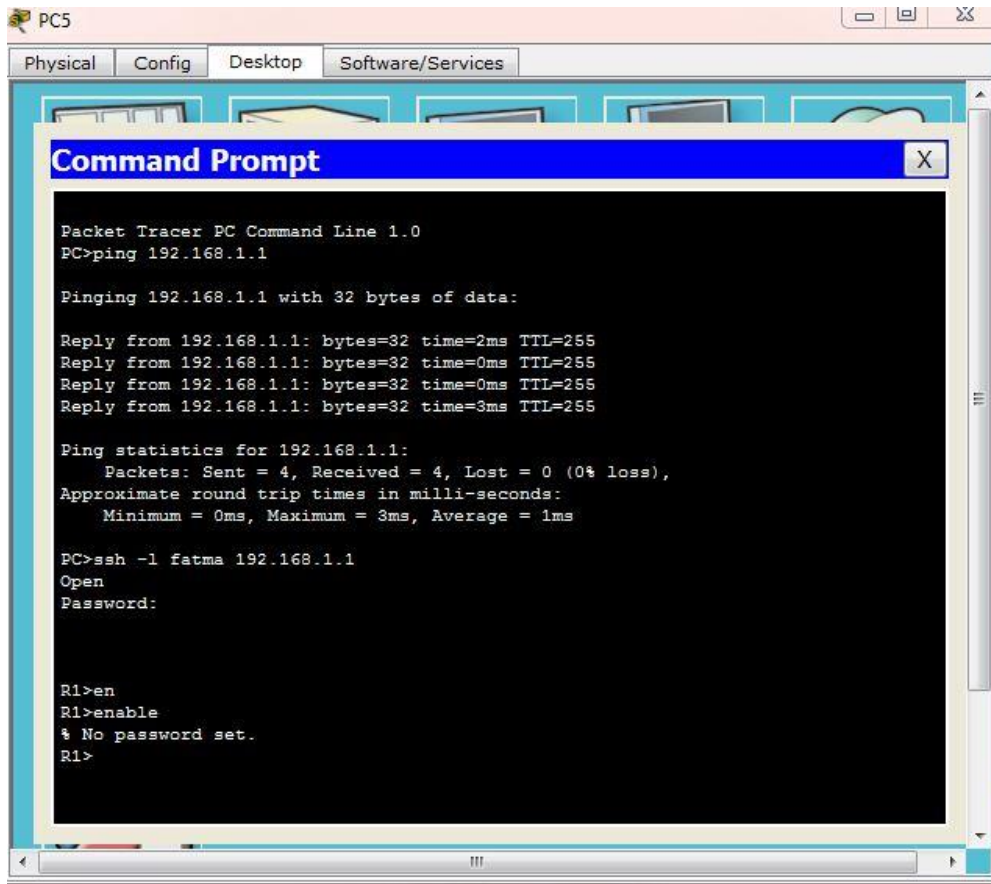 PC5
Physical Config Desktop Software/Services
Command Prompt X
Packet Tracer PC Command Line 1.0
PC>ping 192.168.1.1
Pinging 192.168.1.1 with 32 bytes of data:
Reply from 192.168.1.1: bytes=32 time=2ms TTL=255
Reply from 192.168.1.1: bytes=32 time=0ms TTL=255
Reply from 192.168.1.1: bytes=32 time=0ms TTL=255
Reply from 192.168.1.1: bytes=32 time=3ms TTL=255
Ping statistics for 192.168.1.1:
Packets: Sent = 4, Received = 4, Lost = 0 (0% loss),
Approximate round trip times in milli-seconds:
Minimum = 0ms, Maximum = 3ms, Average = 1ms
PC>ssh -l fatma 192.168.1.1
Open
Password:
R1>en
R1>enable
% No password set.
R1>